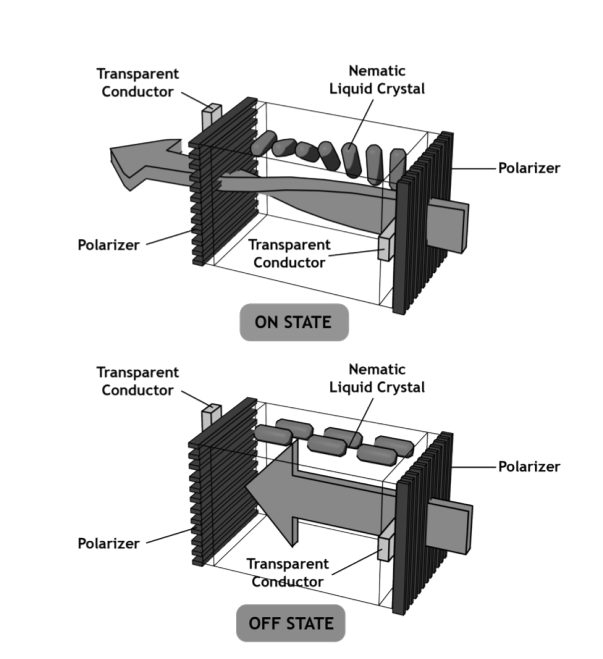 Transparent
Conductor
Nematic
Liquid Crystal
Polarizer
Polarizer
Transparent
Conductor
ON STATE
Transparent
Conductor
Nematic
Liquid Crystal
Polarizer
Polarizer
Transparent
Conductor
OFF STATE